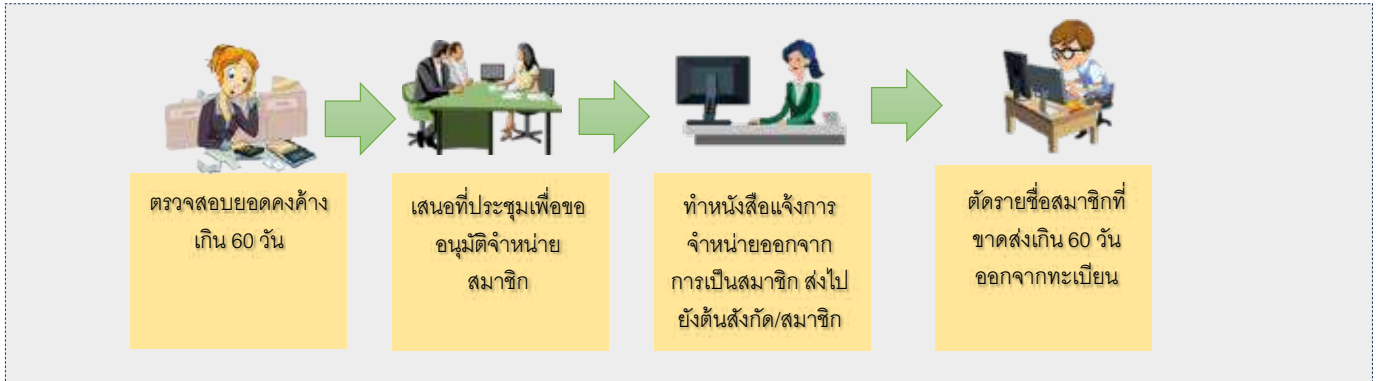 ตรวจสอบยอดคงค้าง
เกิน 60 วัน
เสนอที่ประชุมเพื่อขอ
อนุมัติจำหน่าย
สมาชิก
ทำหนังสือแจ้งการ
จำหน่ายออกจาก
การเป็นสมาชิก ส่งไป
ยังต้นสังกัด/สมาชิก
ตัดรายชื่อสมาชิกที่
ขาดส่งเกิน 60 วัน
ออกจากทะเบียน